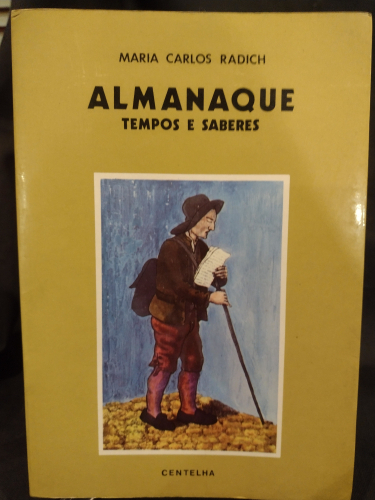 MARIA CARLOS RADICH
ALMANAQUE
TEMPOS E SABERES
CENTELHA